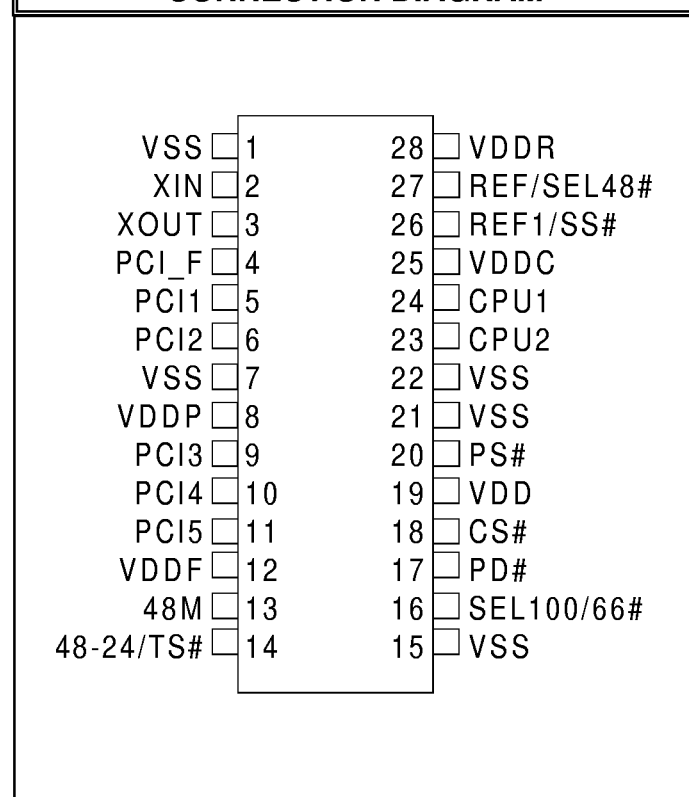 VSS 1 28 VDDR
XIN 2 27 REF/SEL48#
XOUT 3 26 REF1/SS#
PCI_F 4 25 VDDC
PCI1 5 24 CPU1
PCI2 6 23 CPU2
VSS 7 22 VSS
VDDP 8 21 VSS
PCI3 9 20 PS#
PCI4 10 19 VDD
PCI5 11 18 CS#
VDDF 12 17 PD#
48M 13 16 SEL100/66#
48-24/TS# 14 15 VSS